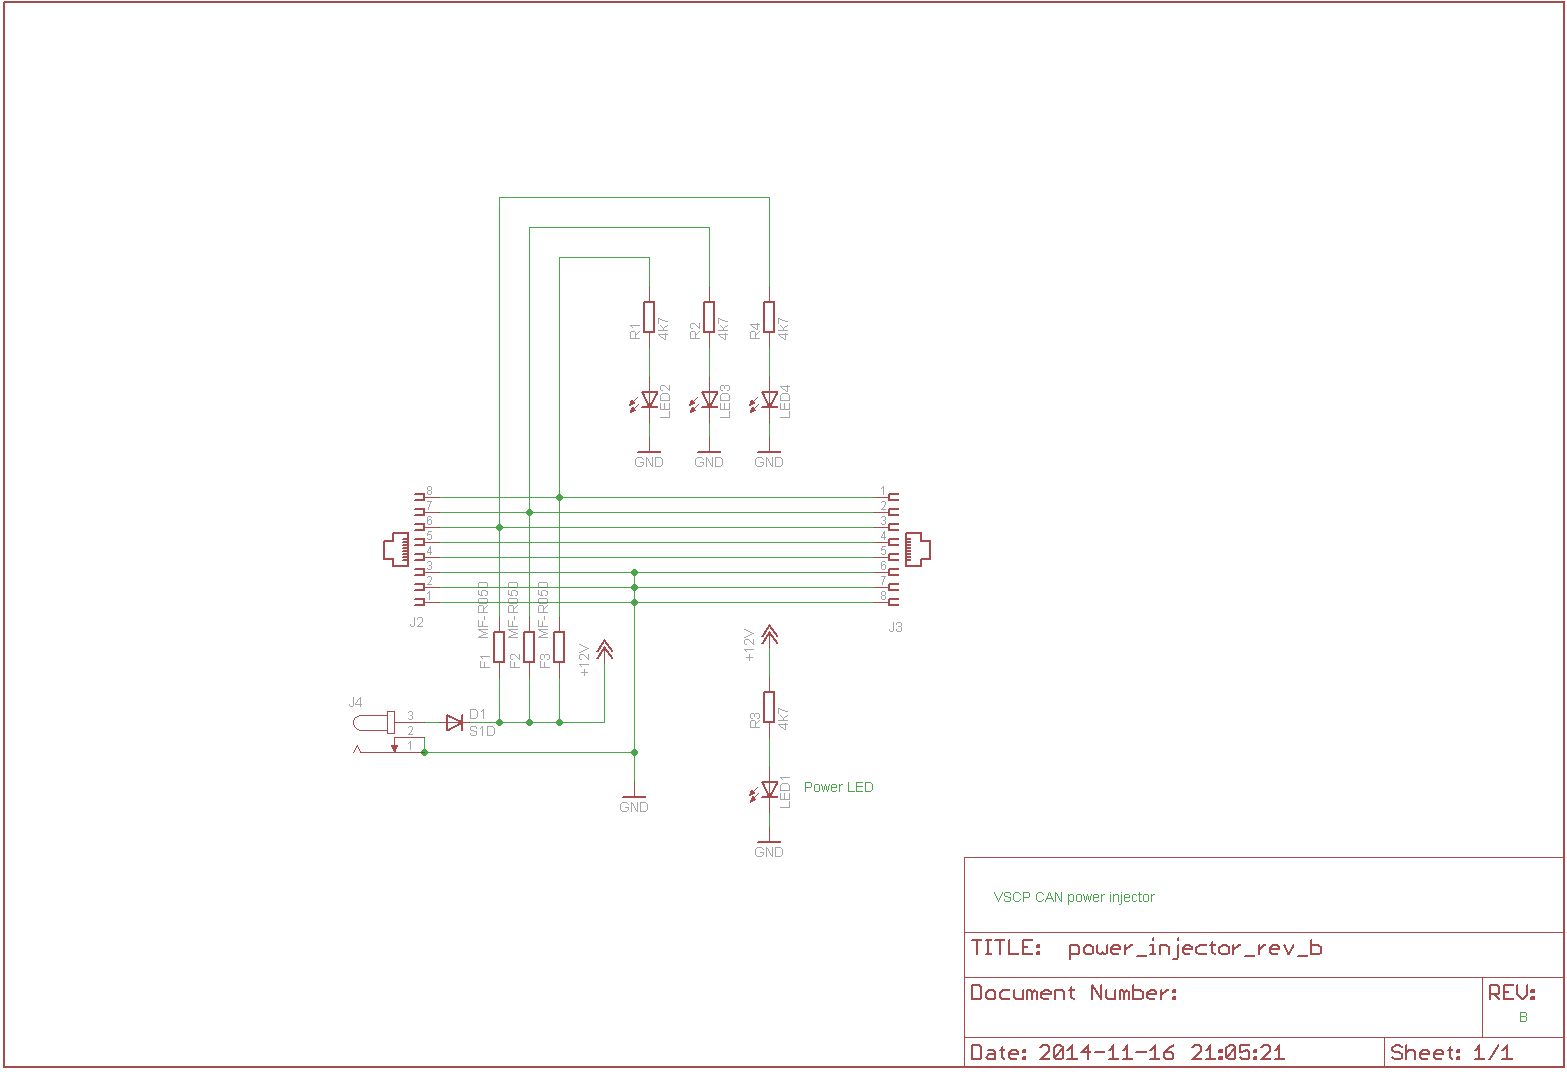 R1
4k7
R2
4k7
R4
4k7
LED2
LED3
LED4
GND
GND
GND
8
7
6
5
4
3
2
1
J2
1
2
3
4
5
6
7
8
J3
MF-R050
MF-R050
MF-R050
F1
F2
F3
+12V
+12V
J4
3
2
1
D1
S1D
R3
4k7
LED1
Power LED
GND
GND
VSCP CAN power injector
TITLE: power_injector_rev_b
Document Number:
REV:
B
Date: 2014-11-16 21:05:21
Sheet: 1/1